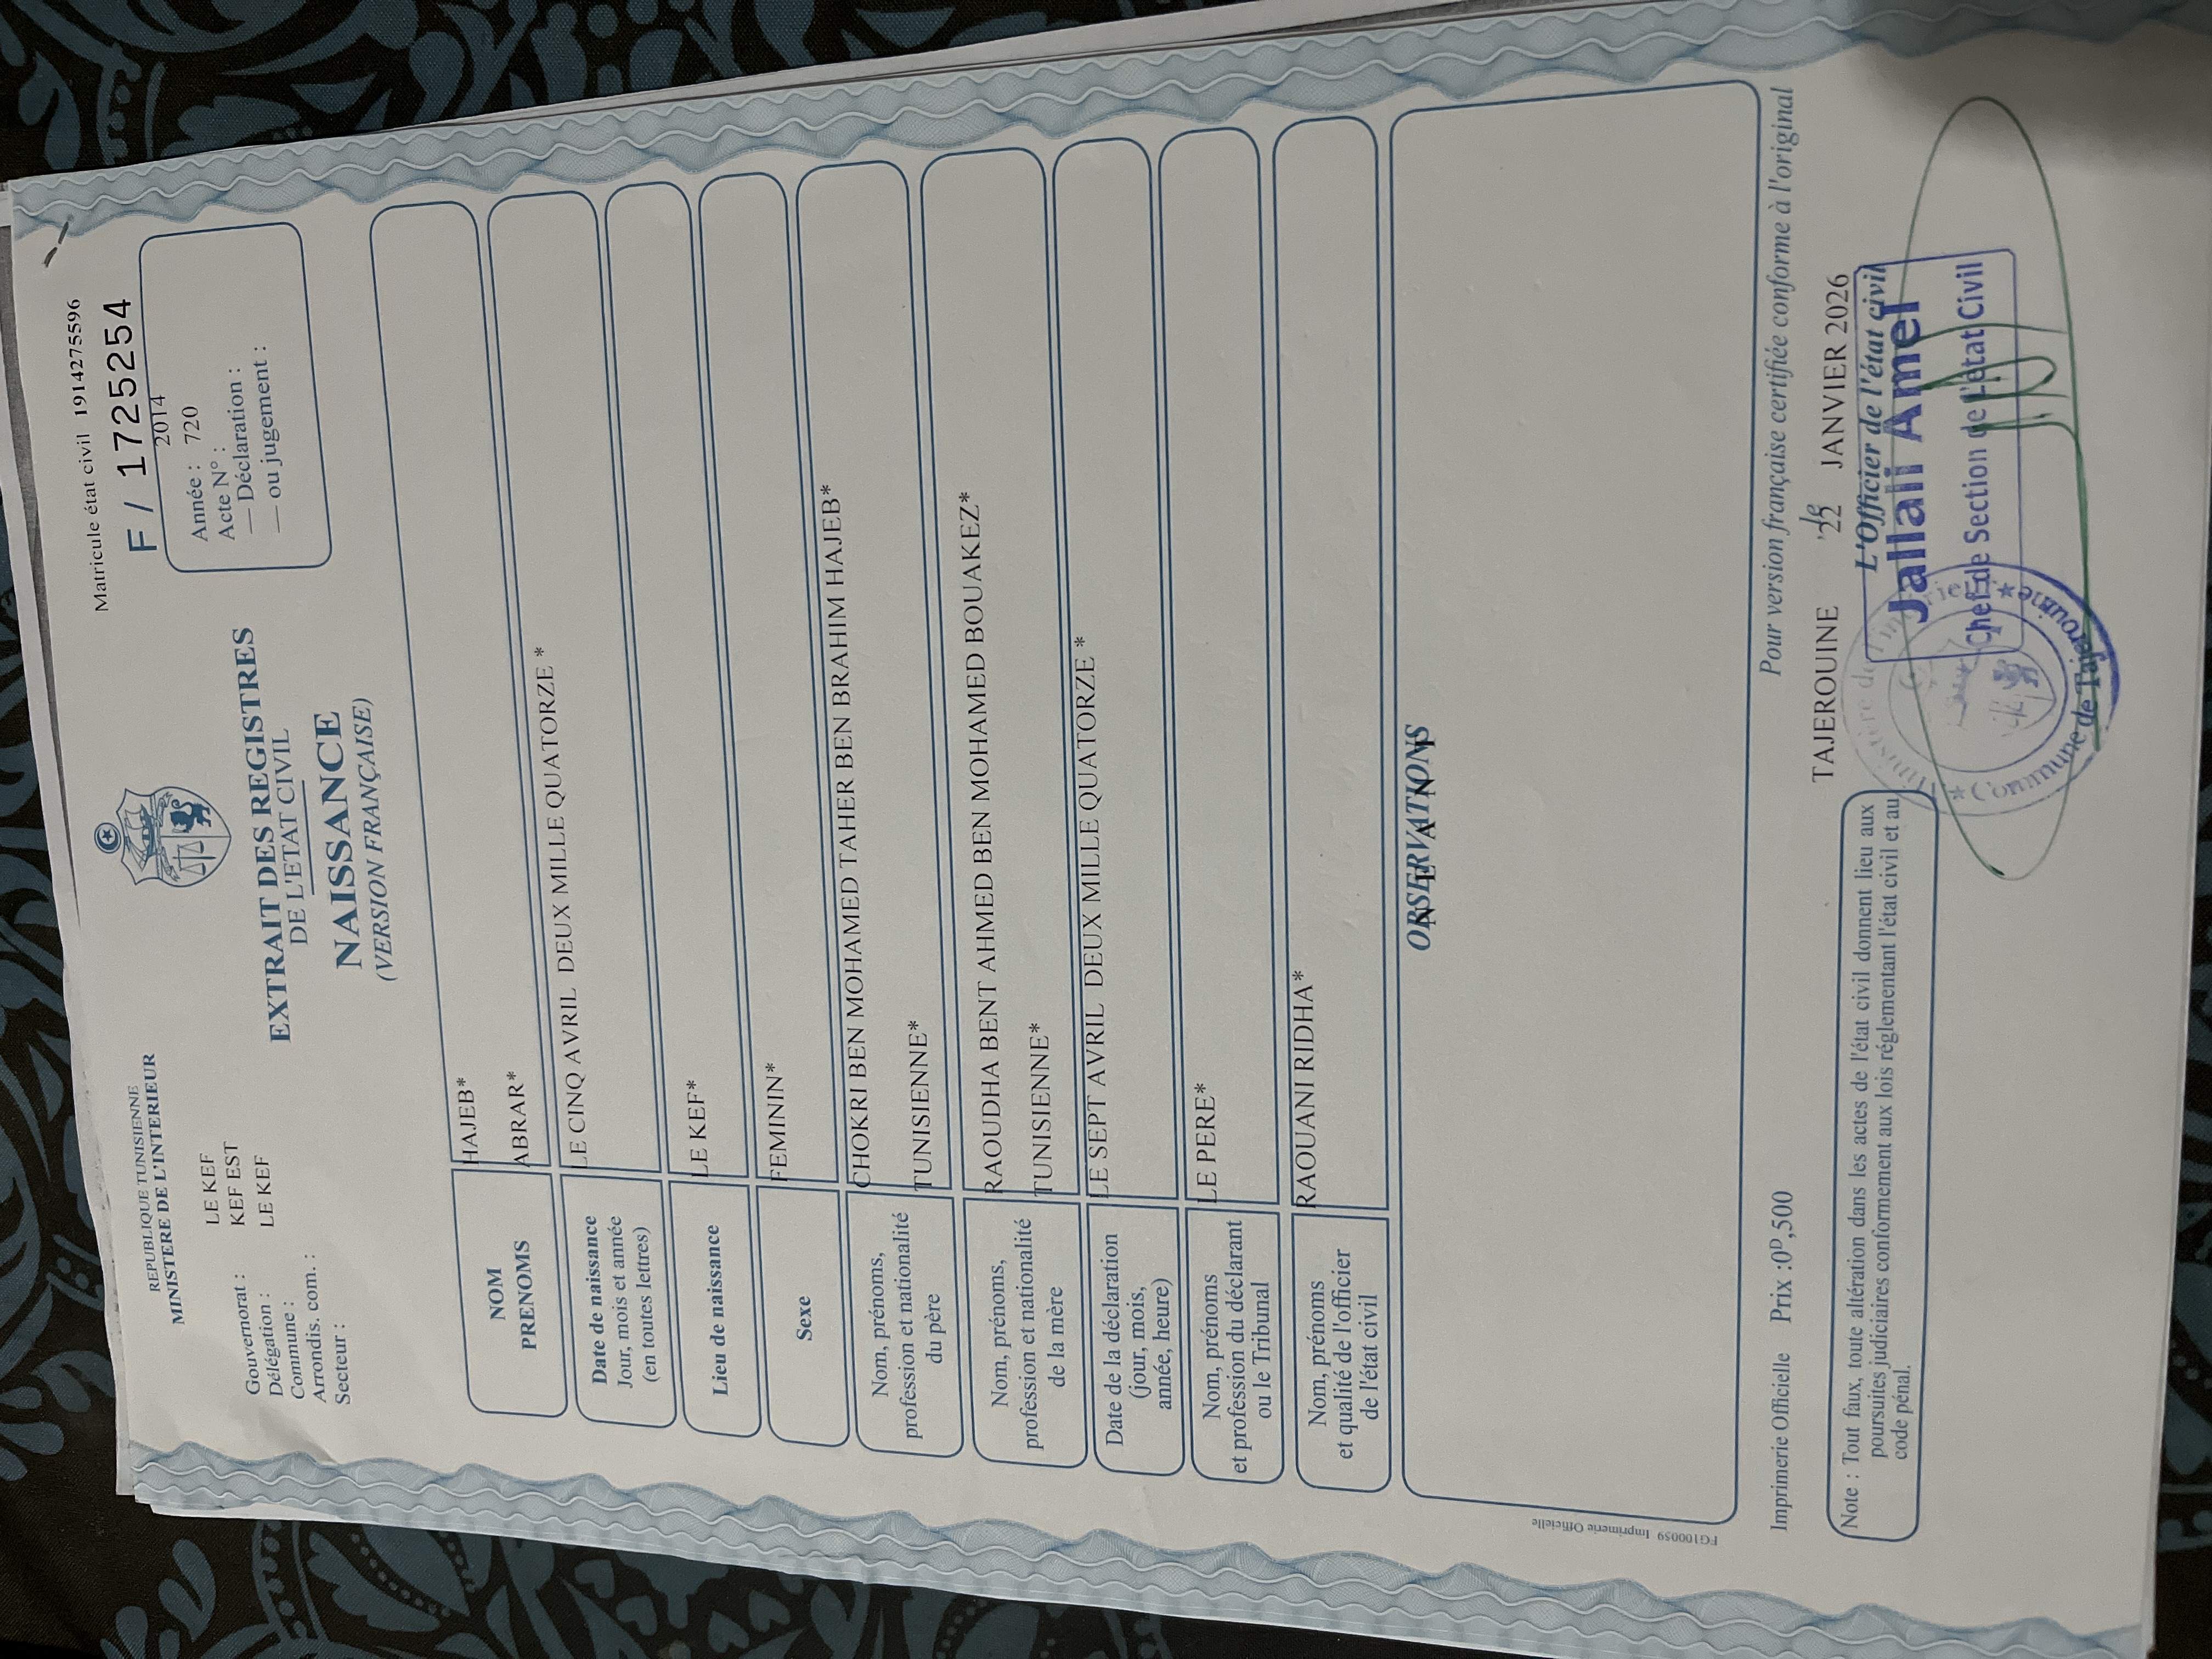 REPUBLIQUE TUNISIENNE
MINISTERE DE L'INTERIEUR
Matricule état civil 1914275596
F / 1725254
Gouvernorat : LE KEF
Délégation : KEF EST
Commune : LE KEF
Arrondis. com. :
Secteur :
2014
Année : 720
Acte N° :
— Déclaration :
— ou jugement :
EXTRAIT DES REGISTRES
DE L'ETAT CIVIL
NAISSANCE
(VERSION FRANÇAISE)
NOM HAJEB*
PRENOMS ABRAR*
Date de naissance
Jour, mois et année
(en toutes lettres)
LE CINQ AVRIL DEUX MILLE QUATORZE *
Lieu de naissance LE KEF*
Sexe FEMININ*
Nom, prénoms,
profession et nationalité
du père
CHOKRI BEN MOHAMED TAHER BEN BRAHIM HAJEB*
TUNISIENNE*
Nom, prénoms,
profession et nationalité
de la mère
RAOUDHA BENT AHMED BEN MOHAMED BOUAKEZ*
TUNISIENNE*
Date de la déclaration
(jour, mois,
année, heure)
LE SEPT AVRIL DEUX MILLE QUATORZE *
Nom, prénoms
et profession du déclarant
ou le Tribunal
LE PERE*
Nom, prénoms
et qualité de l'officier
de l'état civil
RAOUANI RIDHA*
OBSERVATIONS
N E A N T
FG100059 Imprimerie Officielle
Imprimerie Officielle Prix :0D,500
Pour version française certifiée conforme à l'original
TAJEROUINE le 22 JANVIER 2026
L'Officier de l'état civil
Jallali Amel
Chef de Section de L'état Civil
Commune de Tajerouine
Note : Tout faux, toute altération dans les actes de l'état civil donnent lieu aux
poursuites judiciaires conformement aux lois réglementant l'état civil et au
code pénal.